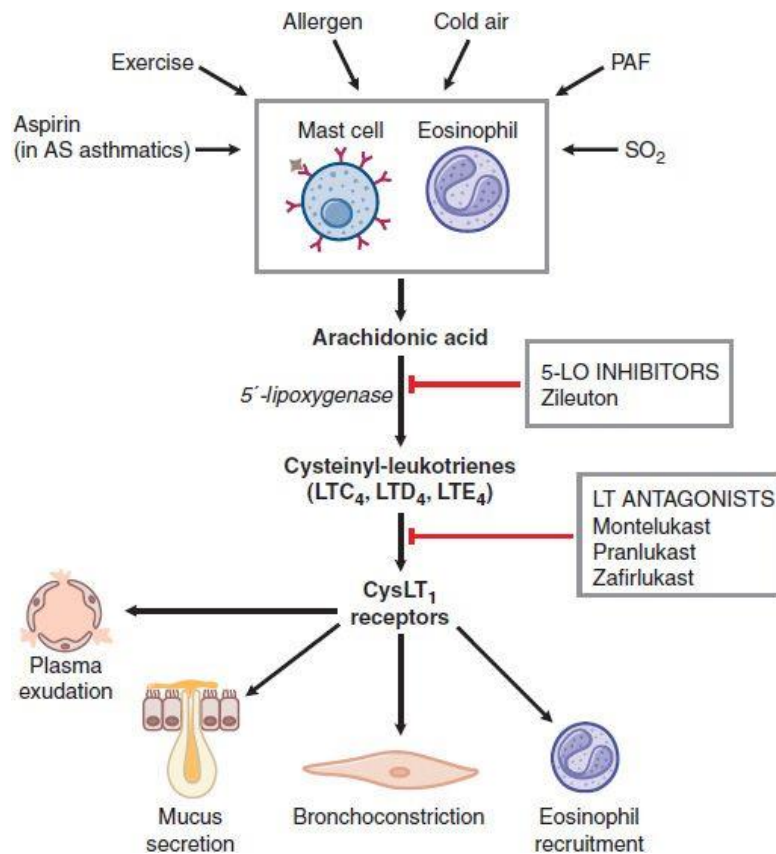 Allergen
Cold air
Exercise
PAF
Aspirin
(in AS asthmatics)
Mast cell
Eosinophil
SO₂
Arachidonic acid
5´-lipoxygenase
5-LO INHIBITORS
Zileuton
Cysteinyl-leukotrienes
(LTC₄, LTD₄, LTE₄)
LT ANTAGONISTS
Montelukast
Pranlukast
Zafirlukast
CysLT₁
receptors
Plasma
exudation
Mucus
secretion
Bronchoconstriction
Eosinophil
recruitment